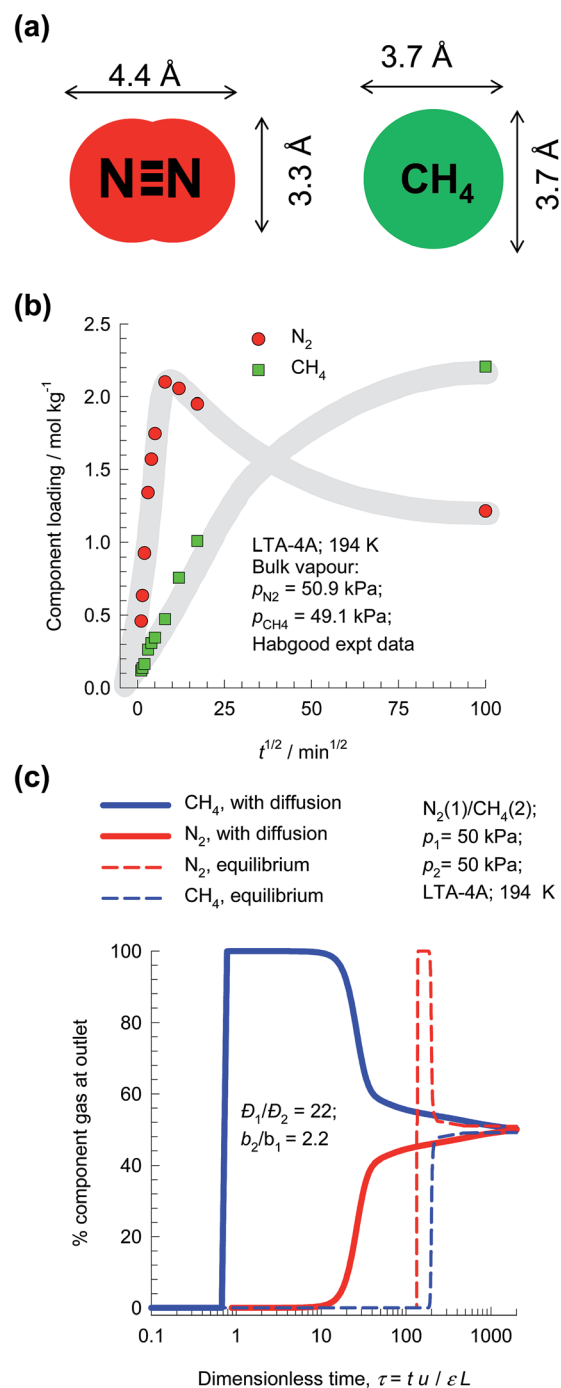 (a)
4.4 Å
3.7 Å
N≡N
3.3 Å
CH₄
3.7 Å
(b)
2.5
2.0
1.5
1.0
0.5
0.0
Component loading / mol kg⁻¹
N₂
CH₄
LTA-4A; 194 K
Bulk vapour:
pN₂ = 50.9 kPa;
pCH₄ = 49.1 kPa;
Habgood expt data
0 25 50 75 100
t¹ᐟ² / min¹ᐟ²
(c)
CH₄, with diffusion
N₂, with diffusion
N₂, equilibrium
CH₄, equilibrium
N₂(1)/CH₄(2);
p₁= 50 kPa;
p₂= 50 kPa;
LTA-4A; 194 K
100
80
60
40
20
0
% component gas at outlet
Đ₁/Đ₂ = 22;
b₂/b₁ = 2.2
0.1 1 10 100 1000
Dimensionless time, τ = t u / ε L